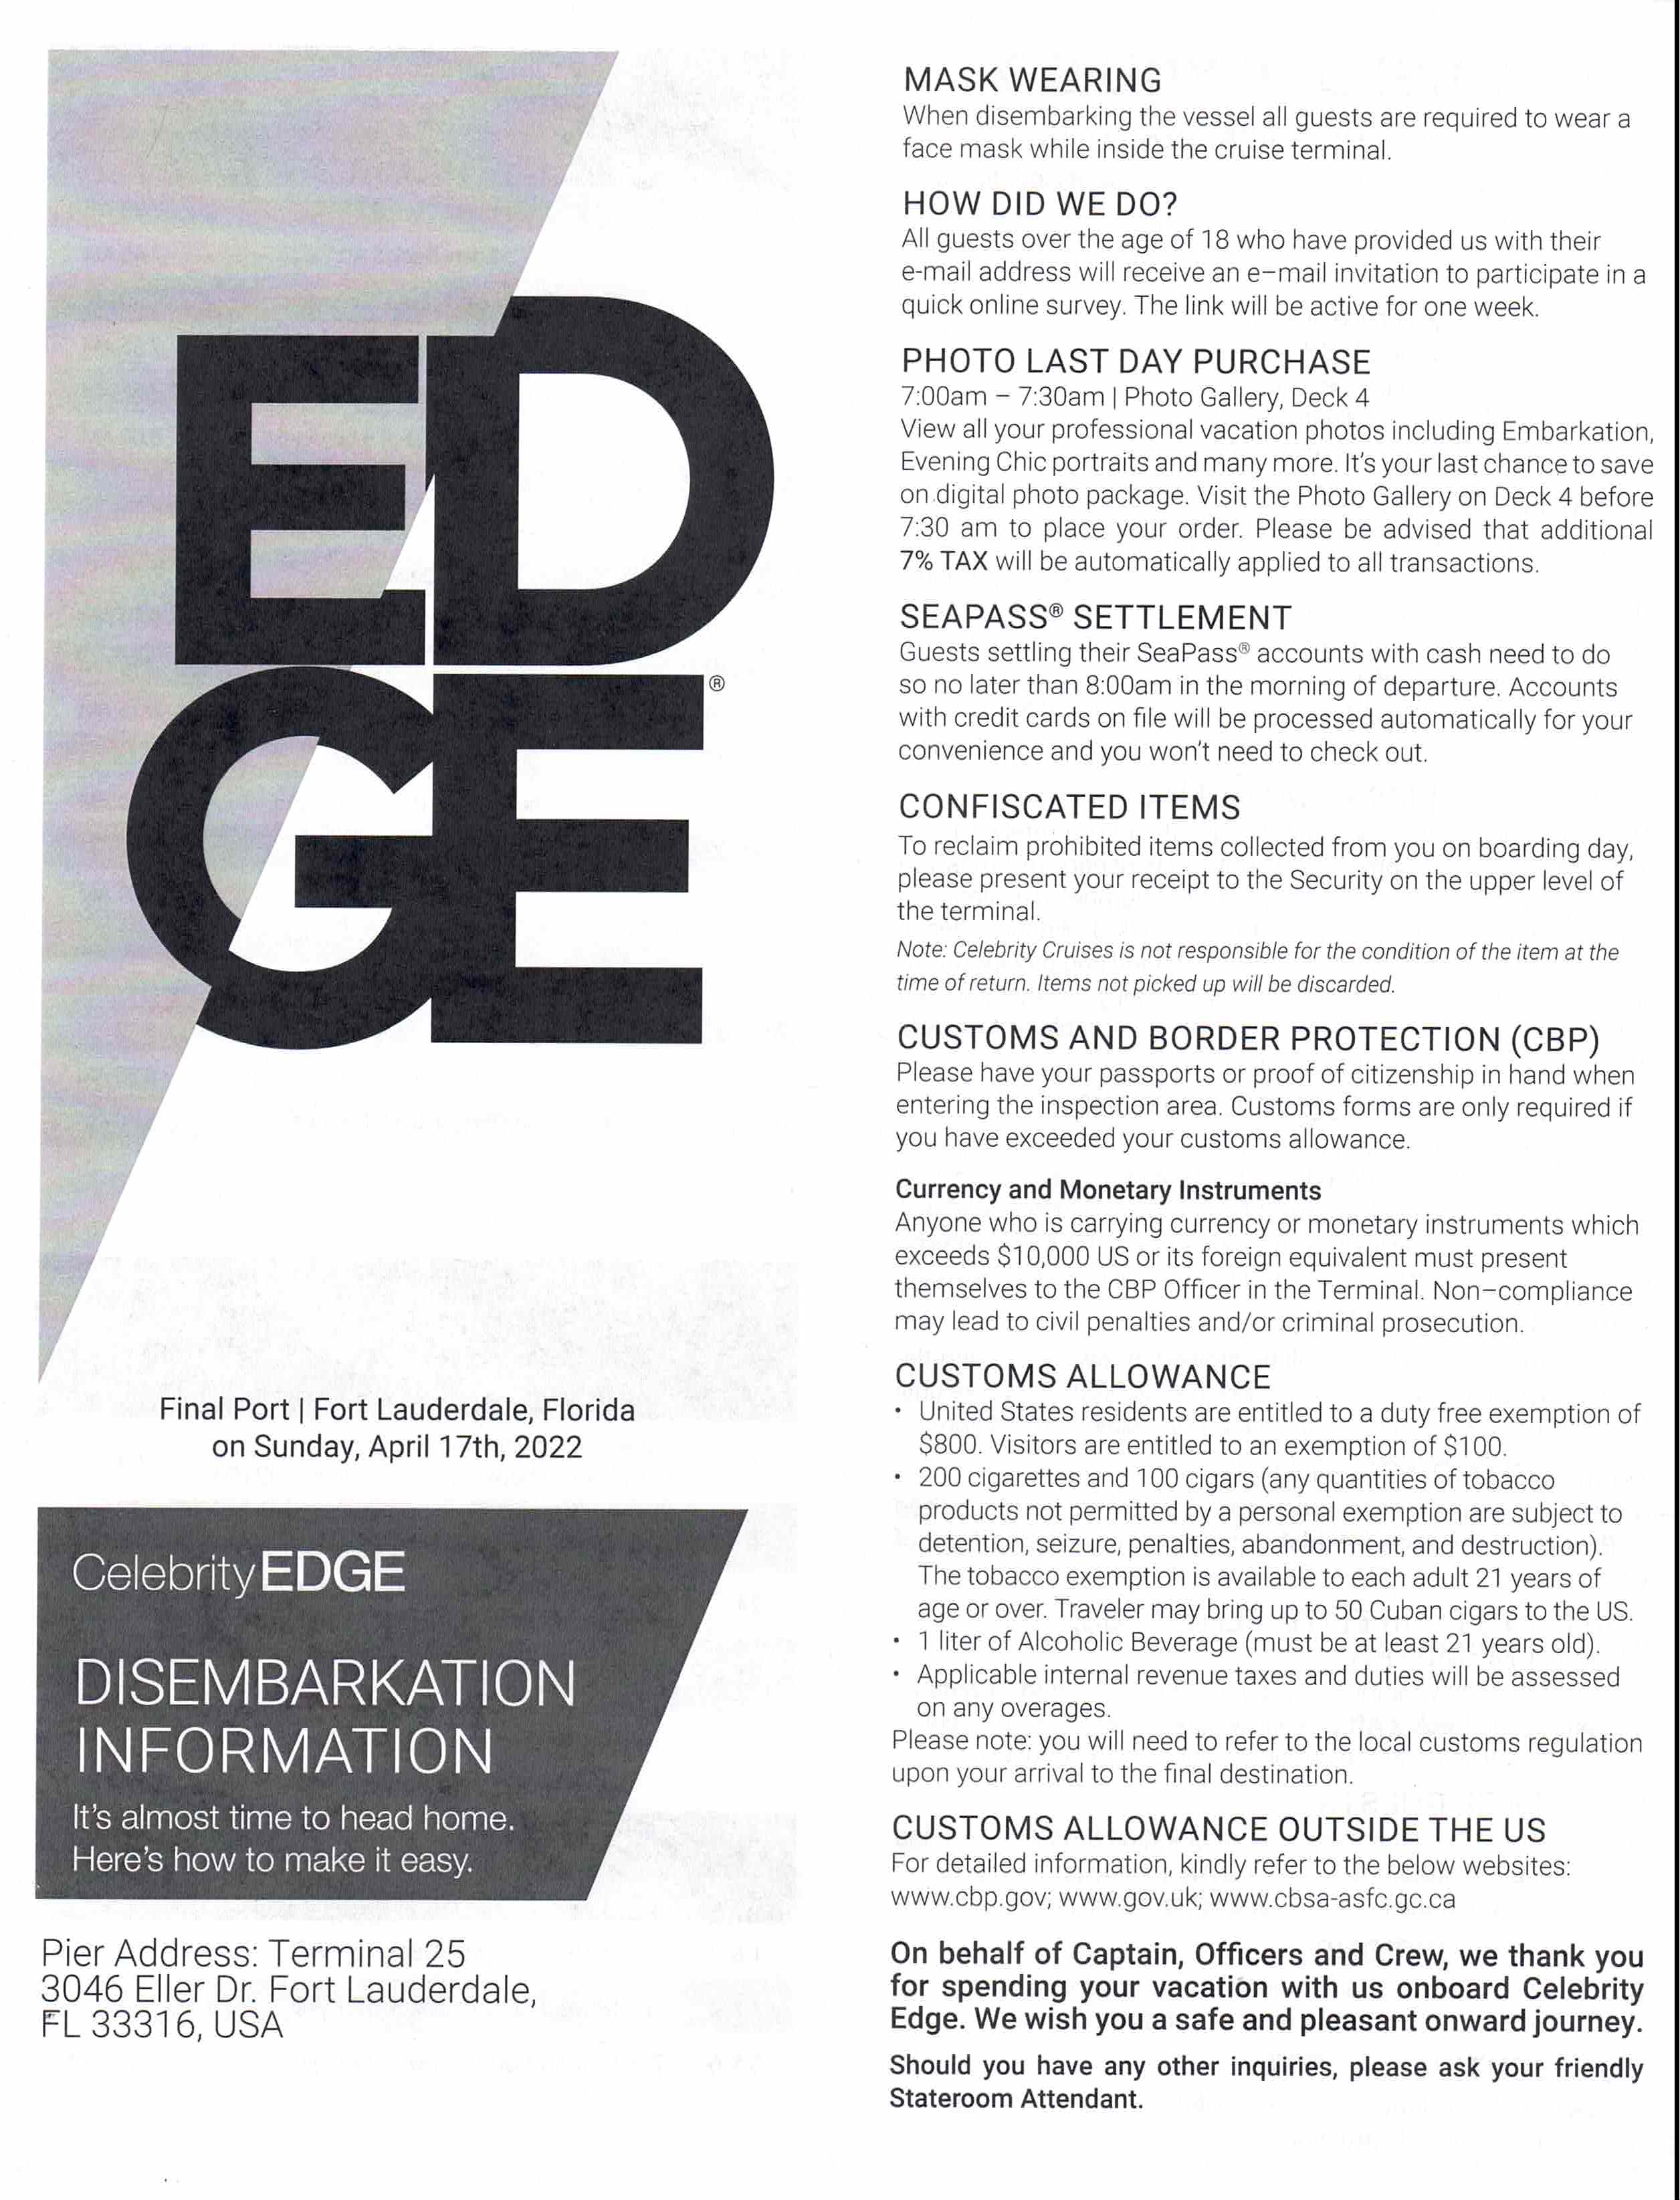 ED
GE®
Final Port | Fort Lauderdale, Florida
on Sunday, April 17th, 2022
Celebrity EDGE
DISEMBARKATION
INFORMATION
It's almost time to head home.
Here's how to make it easy.
Pier Address: Terminal 25
3046 Eller Dr. Fort Lauderdale,
FL 33316, USA
MASK WEARING
When disembarking the vessel all guests are required to wear a
face mask while inside the cruise terminal.
HOW DID WE DO?
All guests over the age of 18 who have provided us with their
e-mail address will receive an e-mail invitation to participate in a
quick online survey. The link will be active for one week.
PHOTO LAST DAY PURCHASE
7:00am – 7:30am | Photo Gallery, Deck 4
View all your professional vacation photos including Embarkation,
Evening Chic portraits and many more. It's your last chance to save
on digital photo package. Visit the Photo Gallery on Deck 4 before
7:30 am to place your order. Please be advised that additional
7% TAX will be automatically applied to all transactions.
SEAPASS® SETTLEMENT
Guests settling their SeaPass® accounts with cash need to do
so no later than 8:00am in the morning of departure. Accounts
with credit cards on file will be processed automatically for your
convenience and you won't need to check out.
CONFISCATED ITEMS
To reclaim prohibited items collected from you on boarding day,
please present your receipt to the Security on the upper level of
the terminal.
Note: Celebrity Cruises is not responsible for the condition of the item at the
time of return. Items not picked up will be discarded.
CUSTOMS AND BORDER PROTECTION (CBP)
Please have your passports or proof of citizenship in hand when
entering the inspection area. Customs forms are only required if
you have exceeded your customs allowance.
Currency and Monetary Instruments
Anyone who is carrying currency or monetary instruments which
exceeds $10,000 US or its foreign equivalent must present
themselves to the CBP Officer in the Terminal. Non-compliance
may lead to civil penalties and/or criminal prosecution.
CUSTOMS ALLOWANCE
• United States residents are entitled to a duty free exemption of
$800. Visitors are entitled to an exemption of $100.
• 200 cigarettes and 100 cigars (any quantities of tobacco
products not permitted by a personal exemption are subject to
detention, seizure, penalties, abandonment, and destruction).
The tobacco exemption is available to each adult 21 years of
age or over. Traveler may bring up to 50 Cuban cigars to the US.
• 1 liter of Alcoholic Beverage (must be at least 21 years old).
• Applicable internal revenue taxes and duties will be assessed
on any overages.
Please note: you will need to refer to the local customs regulation
upon your arrival to the final destination.
CUSTOMS ALLOWANCE OUTSIDE THE US
For detailed information, kindly refer to the below websites:
www.cbp.gov; www.gov.uk; www.cbsa-asfc.gc.ca
On behalf of Captain, Officers and Crew, we thank you
for spending your vacation with us onboard Celebrity
Edge. We wish you a safe and pleasant onward journey.
Should you have any other inquiries, please ask your friendly
Stateroom Attendant.